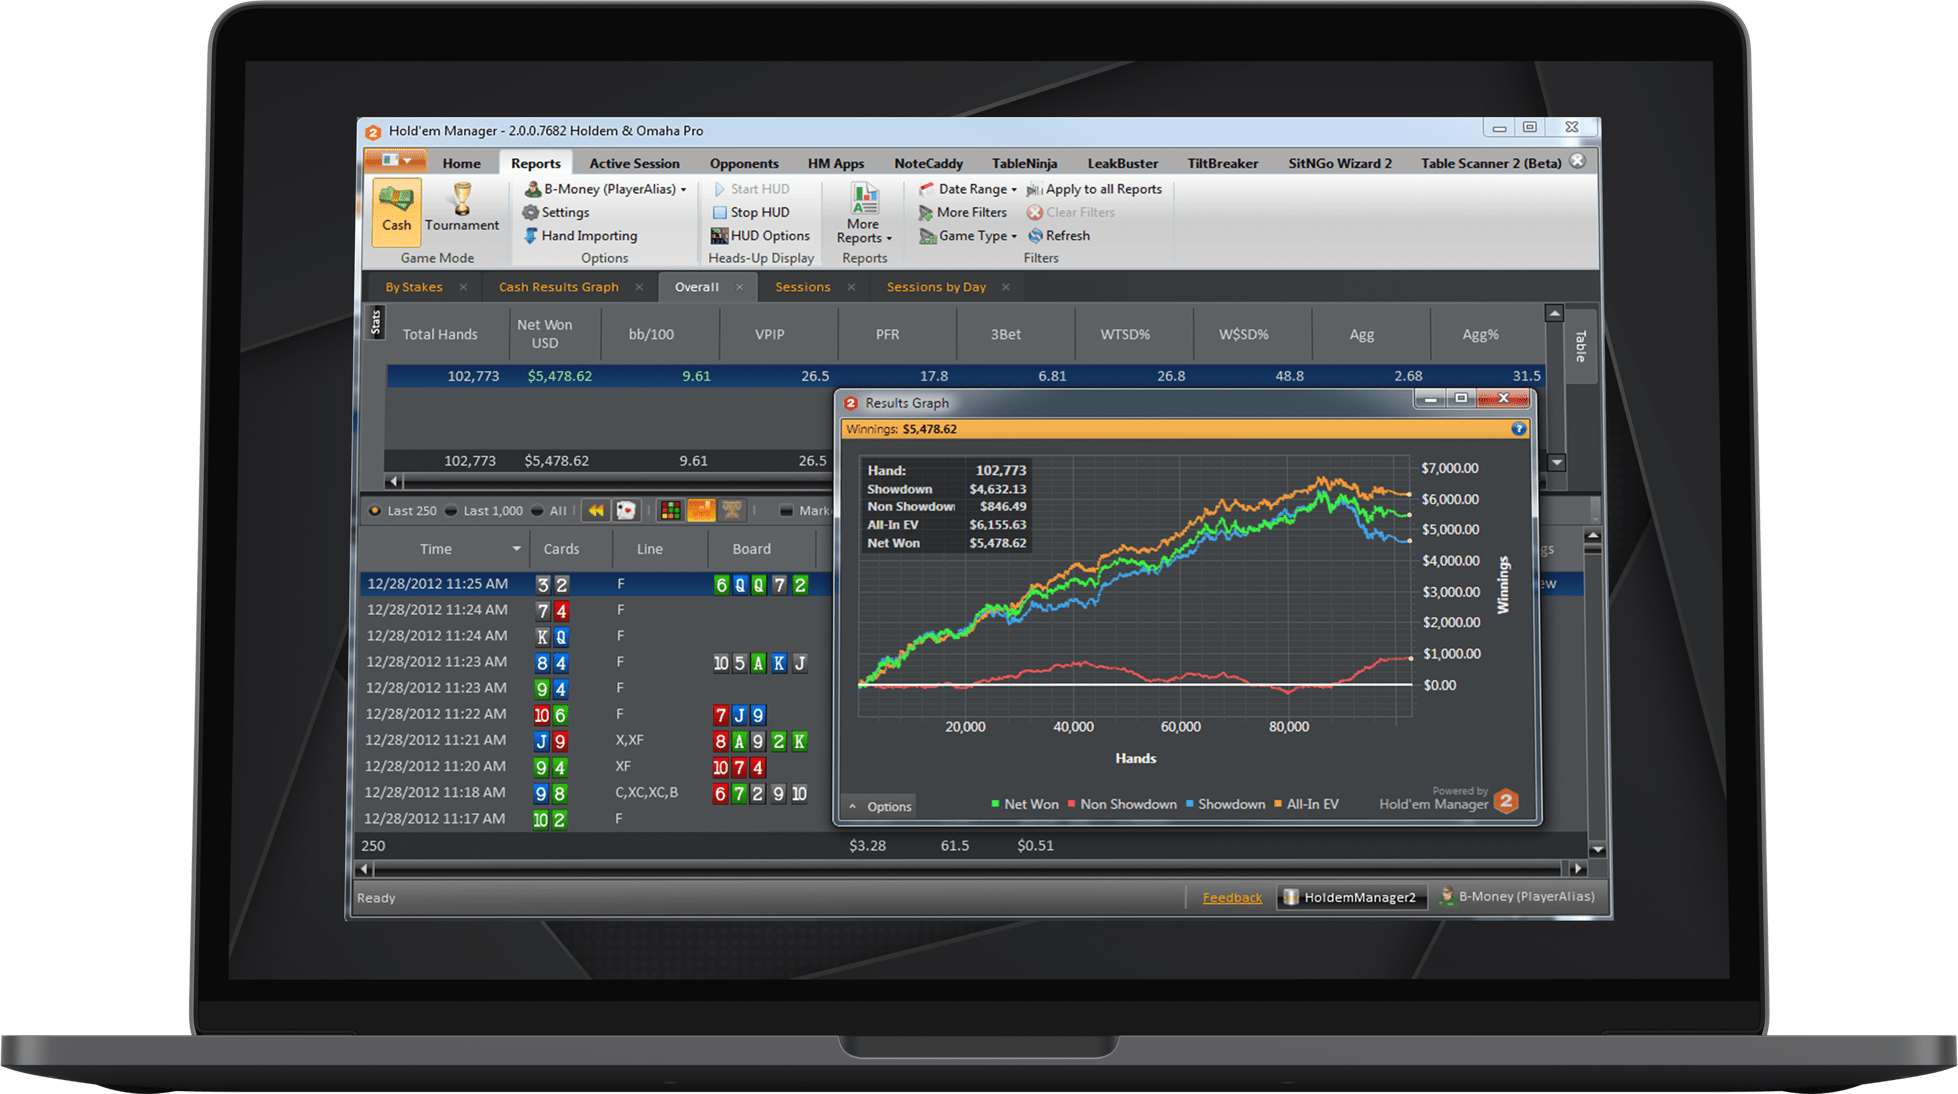 Hold'em Manager - 2.0.0.7682 Holdem & Omaha Pro
Home Reports Active Session Opponents HM Apps NoteCaddy TableNinja LeakBuster TiltBreaker SitNGo Wizard 2 Table Scanner 2 (Beta)
B-Money (PlayerAlias) Start HUD Date Range Apply to all Reports
Settings Stop HUD More Filters Clear Filters
Cash Tournament Hand Importing HUD Options More Reports Game Type Refresh
Game Mode Options Heads-Up Display Reports Filters
By Stakes Cash Results Graph Overall Sessions Sessions by Day
Stats
Total Hands Net Won USD bb/100 VPIP PFR 3Bet WTSD% W$SD% Agg Agg%
Table
102,773 $5,478.62 9.61 26.5 17.8 6.81 26.8 48.8 2.68 31.5
102,773 $5,478.62 9.61 26.5
Last 250 Last 1,000 All Mark
Time Cards Line Board
12/28/2012 11:25 AM 3 2 F 6 Q Q 7 2
12/28/2012 11:24 AM 7 4 F
12/28/2012 11:24 AM K Q F
12/28/2012 11:23 AM 8 4 F 10 5 A K J
12/28/2012 11:23 AM 9 4 F
12/28/2012 11:22 AM 10 6 F 7 J 9
12/28/2012 11:21 AM J 9 X,XF 8 A 9 2 K
12/28/2012 11:20 AM 9 4 XF 10 7 4
12/28/2012 11:18 AM 9 8 C,XC,XC,B 6 7 2 9 10
12/28/2012 11:17 AM 10 2 F
250 $3.28 61.5 $0.51
2 Results Graph
Winnings: $5,478.62
Hand: 102,773
Showdown $4,632.13
Non Showdown $846.49
All-In EV $6,155.63
Net Won $5,478.62
$7,000.00
$6,000.00
$5,000.00
$4,000.00
$3,000.00
$2,000.00
$1,000.00
$0.00
Winnings
20,000 40,000 60,000 80,000
Hands
Options Net Won Non Showdown Showdown All-In EV
Powered by
Hold'em Manager 2
Ready Feedback HoldemManager2 B-Money (PlayerAlias)